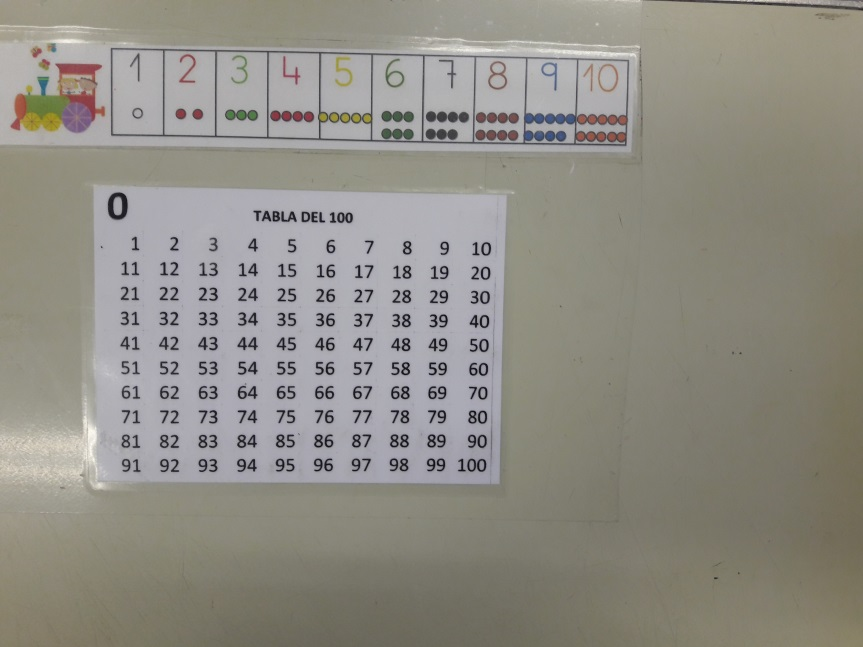 1 2 3 4 5 6 7 8 9 10
0
TABLA DEL 100
1 2 3 4 5 6 7 8 9 10
11 12 13 14 15 16 17 18 19 20
21 22 23 24 25 26 27 28 29 30
31 32 33 34 35 36 37 38 39 40
41 42 43 44 45 46 47 48 49 50
51 52 53 54 55 56 57 58 59 60
61 62 63 64 65 66 67 68 69 70
71 72 73 74 75 76 77 78 79 80
81 82 83 84 85 86 87 88 89 90
91 92 93 94 95 96 97 98 99 100